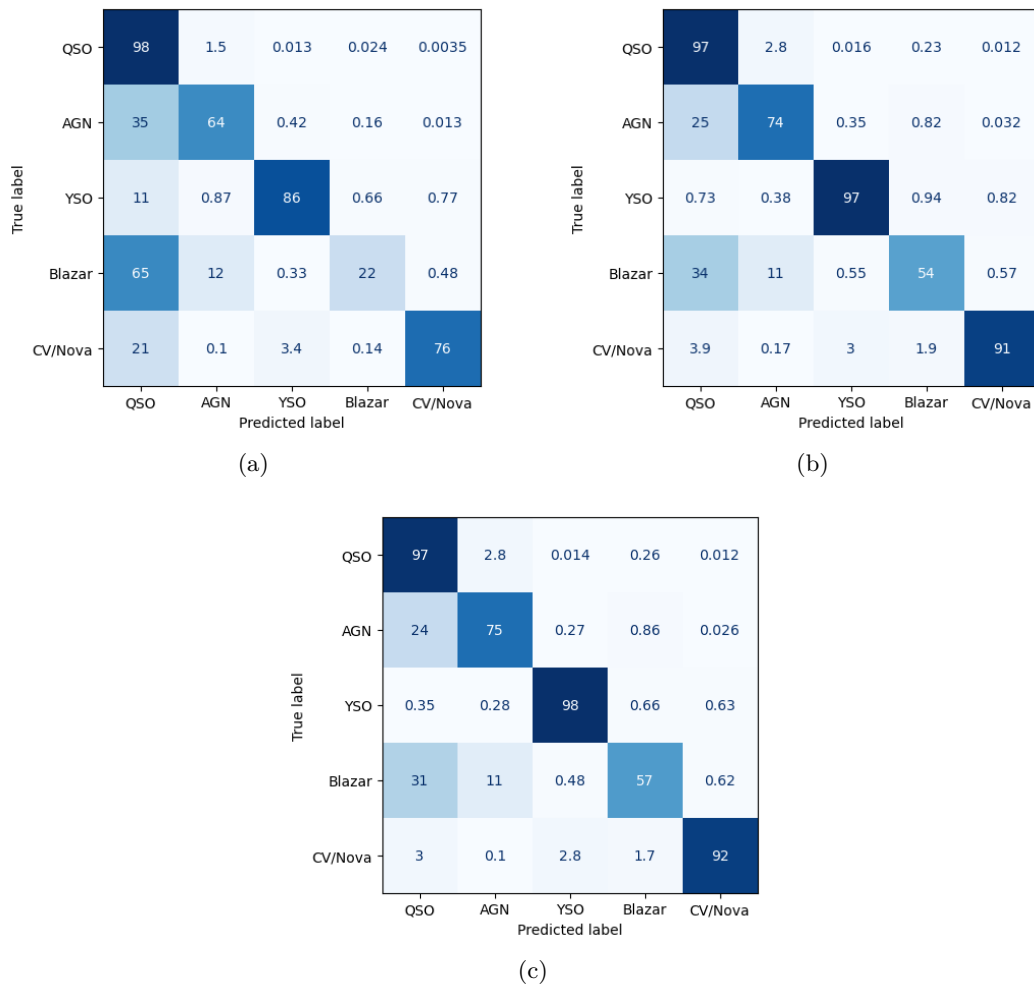 QSO 98 1.5 0.013 0.024 0.0035
AGN 35 64 0.42 0.16 0.013
YSO 11 0.87 86 0.66 0.77
Blazar 65 12 0.33 22 0.48
CV/Nova 21 0.1 3.4 0.14 76
True label
QSO AGN YSO Blazar CV/Nova
Predicted label
(a)
QSO 97 2.8 0.016 0.23 0.012
AGN 25 74 0.35 0.82 0.032
YSO 0.73 0.38 97 0.94 0.82
Blazar 34 11 0.55 54 0.57
CV/Nova 3.9 0.17 3 1.9 91
True label
QSO AGN YSO Blazar CV/Nova
Predicted label
(b)
QSO 97 2.8 0.014 0.26 0.012
AGN 24 75 0.27 0.86 0.026
YSO 0.35 0.28 98 0.66 0.63
Blazar 31 11 0.48 57 0.62
CV/Nova 3 0.1 2.8 1.7 92
True label
QSO AGN YSO Blazar CV/Nova
Predicted label
(c)